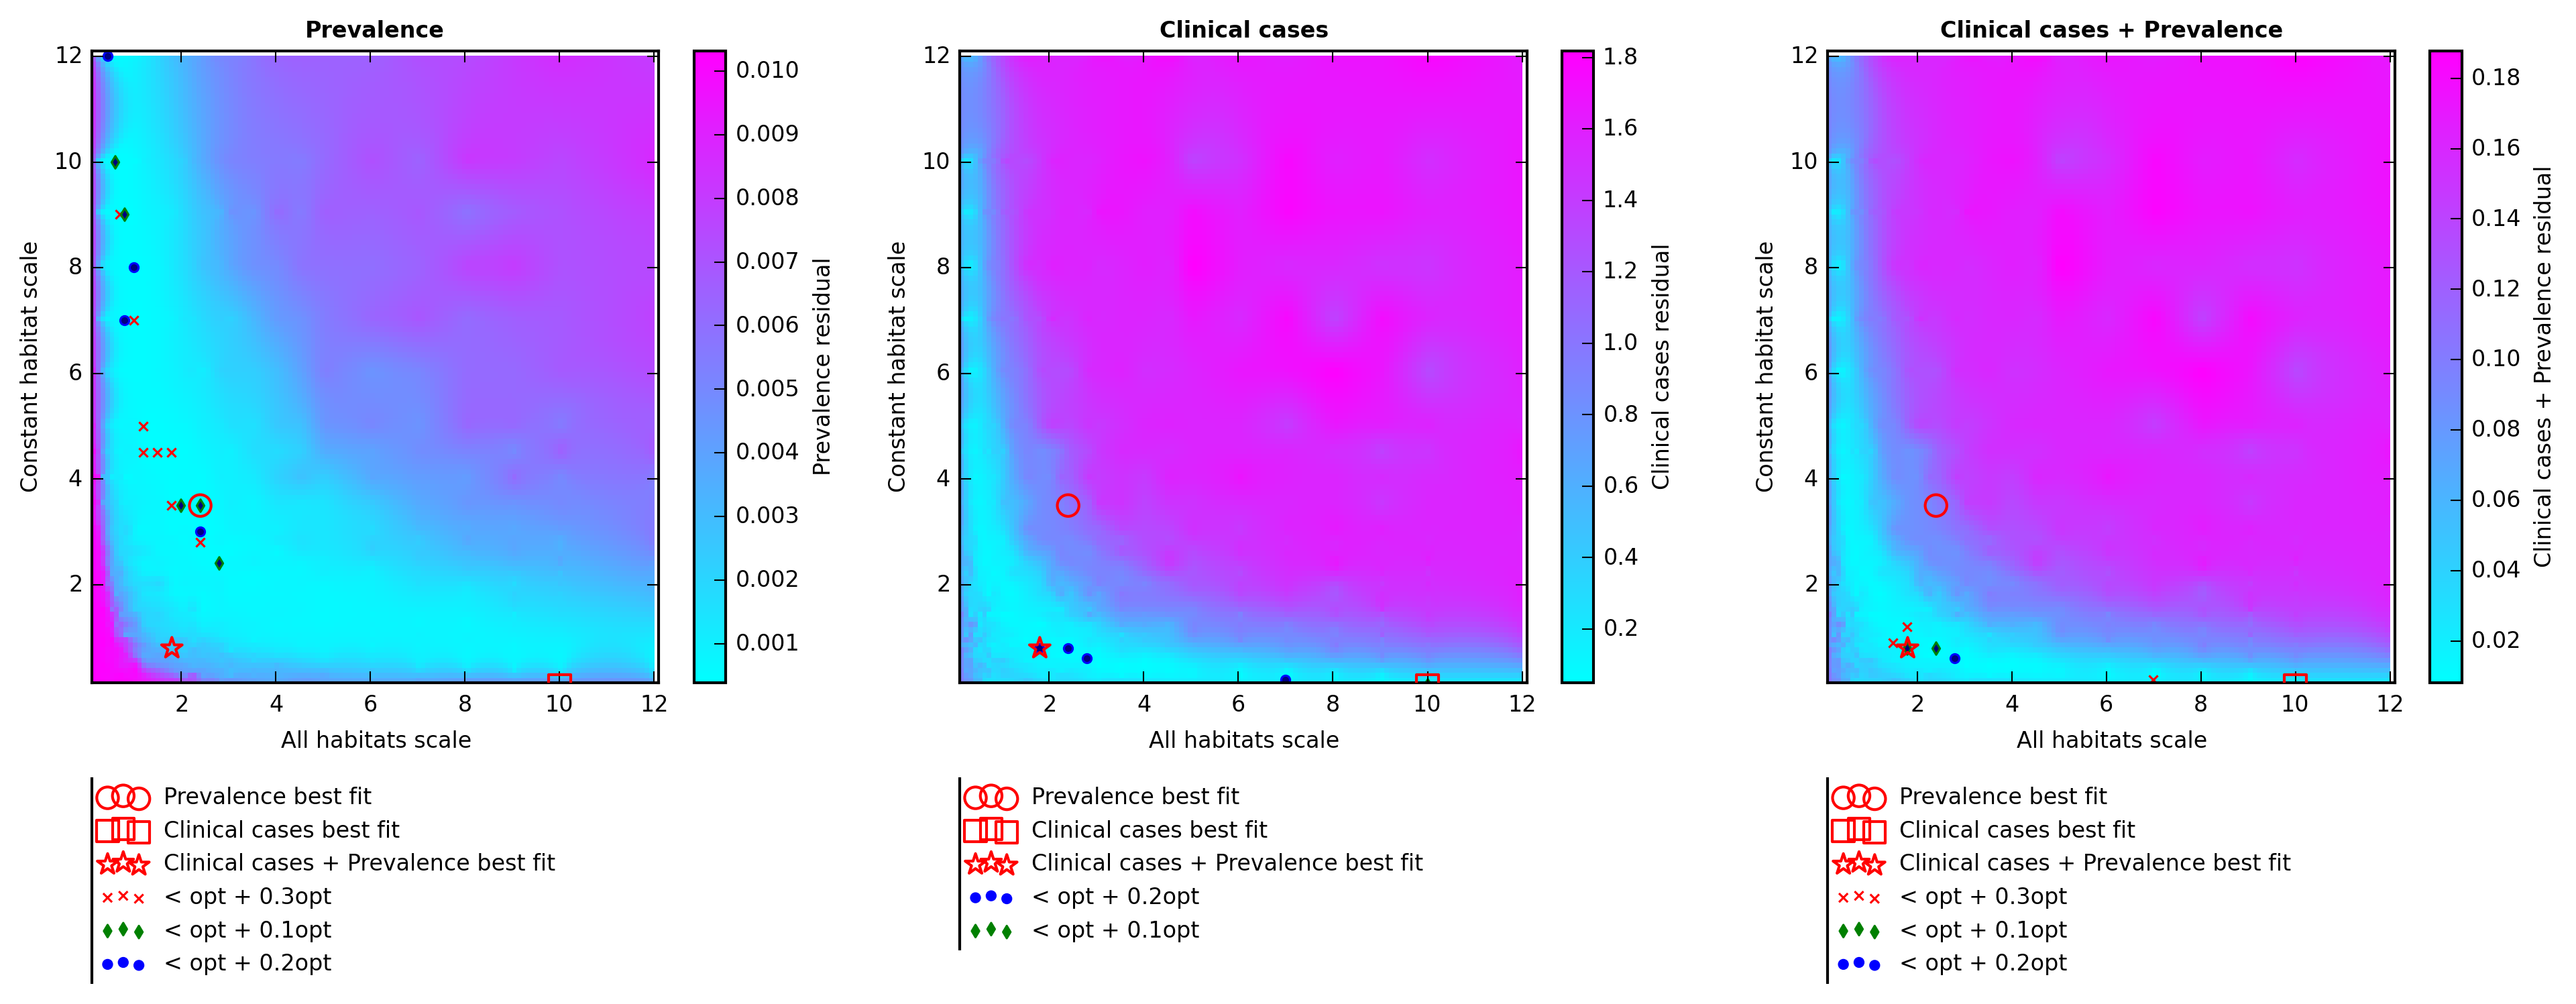 Prevalence
12
10
8
6
4
2
Constant habitat scale
2 4 6 8 10 12
All habitats scale
0.010
0.009
0.008
0.007
0.006
0.005
0.004
0.003
0.002
0.001
Prevalence residual
Prevalence best fit
Clinical cases best fit
Clinical cases + Prevalence best fit
< opt + 0.3opt
< opt + 0.1opt
< opt + 0.2opt
Clinical cases
12
10
8
6
4
2
Constant habitat scale
2 4 6 8 10 12
All habitats scale
1.8
1.6
1.4
1.2
1.0
0.8
0.6
0.4
0.2
Clinical cases residual
Prevalence best fit
Clinical cases best fit
Clinical cases + Prevalence best fit
< opt + 0.2opt
< opt + 0.1opt
Clinical cases + Prevalence
12
10
8
6
4
2
Constant habitat scale
2 4 6 8 10 12
All habitats scale
0.18
0.16
0.14
0.12
0.10
0.08
0.06
0.04
0.02
Clinical cases + Prevalence residual
Prevalence best fit
Clinical cases best fit
Clinical cases + Prevalence best fit
< opt + 0.3opt
< opt + 0.1opt
< opt + 0.2opt